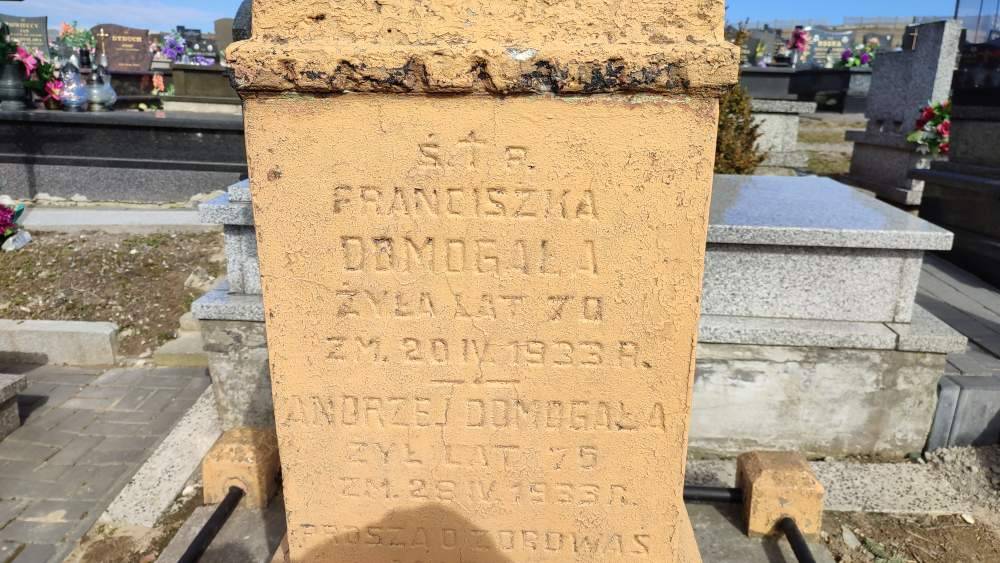 Ś. † P.
FRANCISZKA
DOMOGAŁA
ŻYŁA LAT 70
ZM. 20 IV. 1933 R.
ANDRZEJ DOMOGAŁA
ŻYŁ LAT 75
ZM. 28 IV. 1933 R.
PROSZĄ O ZDROWAŚ